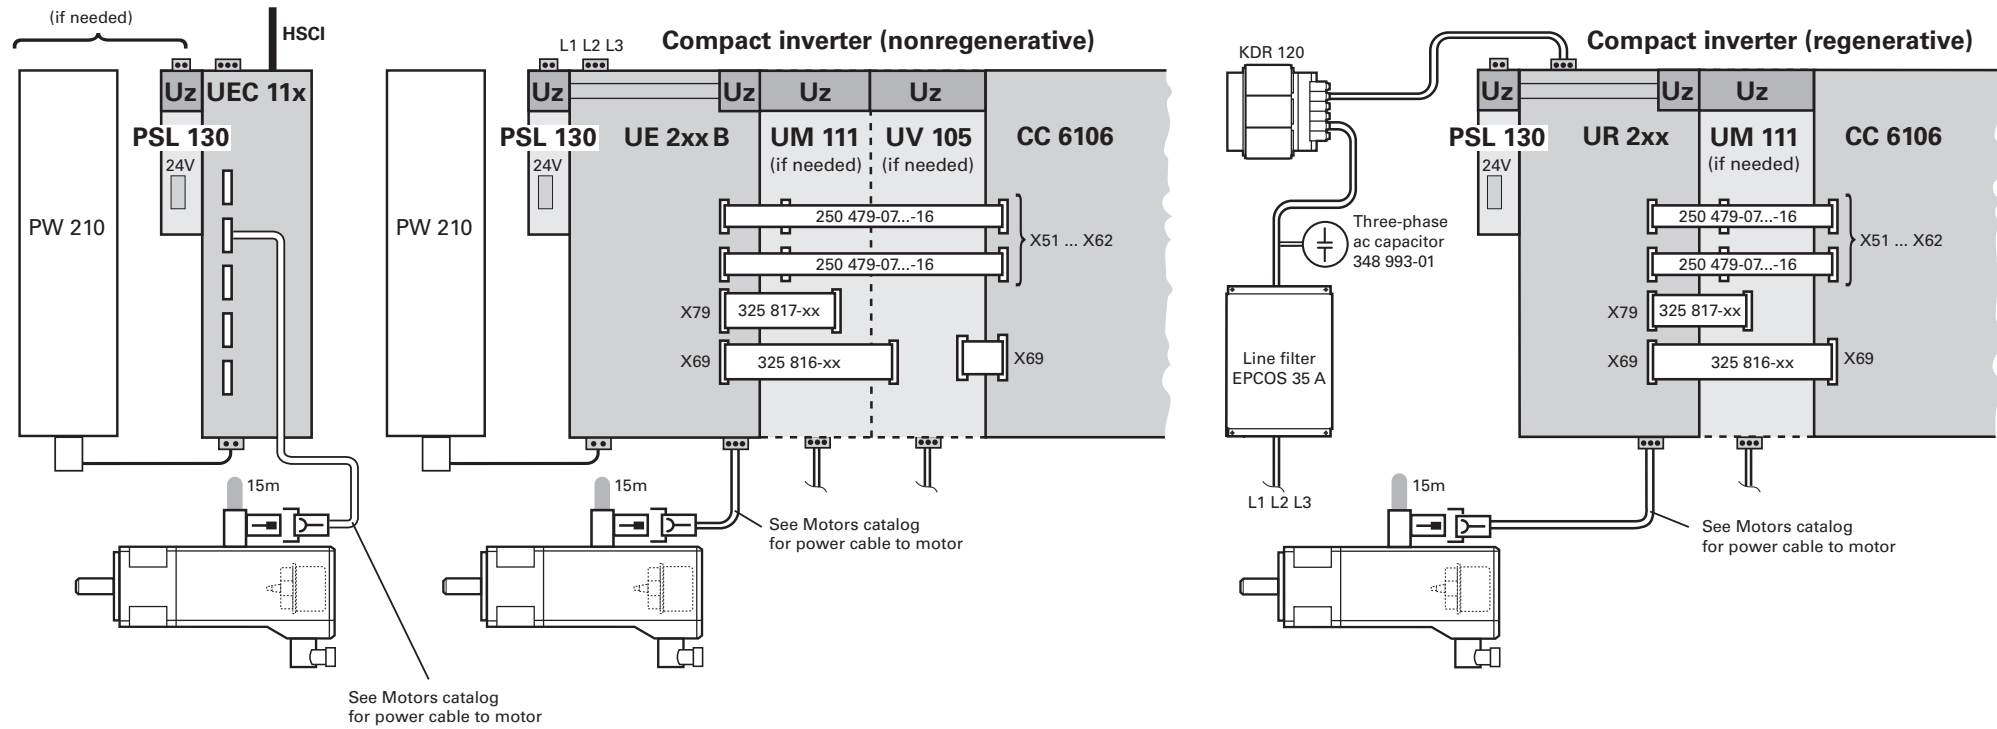 (if needed)
HSCI
Uz
UEC 11x
PSL 130
24V
PW 210
15m
See Motors catalog
for power cable to motor
L1 L2 L3
Compact inverter (nonregenerative)
Uz
Uz
Uz
Uz
PSL 130
UE 2xx B
UM 111
UV 105
CC 6106
(if needed)
(if needed)
24V
PW 210
250 479-07...-16
X51 ... X62
250 479-07...-16
X79
325 817-xx
X69
325 816-xx
X69
15m
See Motors catalog
for power cable to motor
KDR 120
Compact inverter (regenerative)
Uz
Uz
Uz
PSL 130
UR 2xx
UM 111
CC 6106
(if needed)
24V
250 479-07...-16
Three-phase
ac capacitor
348 993-01
X51 ... X62
250 479-07...-16
X79
325 817-xx
X69
325 816-xx
X69
Line filter
EPCOS 35 A
L1 L2 L3
15m
See Motors catalog
for power cable to motor